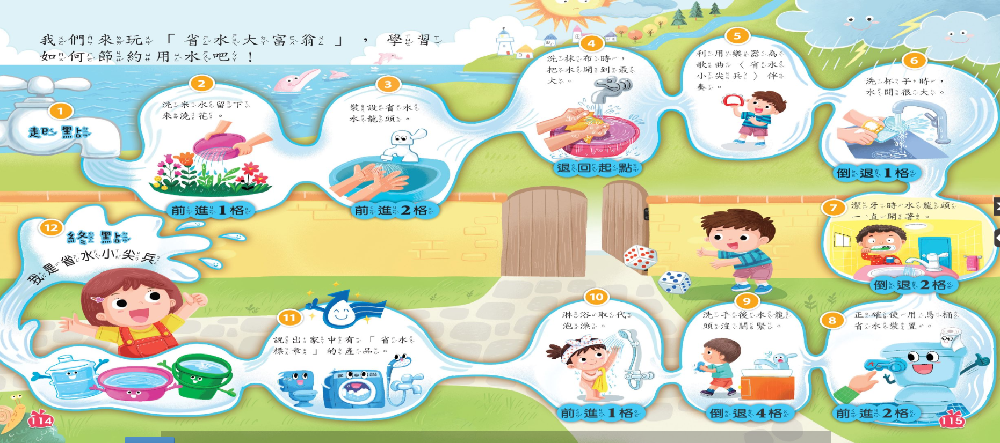 我們來玩「省水大富翁」，學習
如何節約用水吧！
1
走起點
2
洗米水留下
來澆花。
前進1格
3
裝設省水
水龍頭。
前進2格
4
洗抹布時，
把水開到最
大。
退回起點
5
利用樂器為
歌曲〈省水
小尖兵〉伴
奏。
6
洗杯子時，
水開很大。
倒退1格
7
潔牙時水龍頭
一直開著。
倒退2格
8
正確使用馬桶
省水裝置。
大
前進2格
9
洗手後水龍
頭沒關緊。
倒退4格
10
淋浴取代
泡澡。
前進1格
11
說出家中有「省水
標章」的產品。
12
終點
我是省水小尖兵
114
115